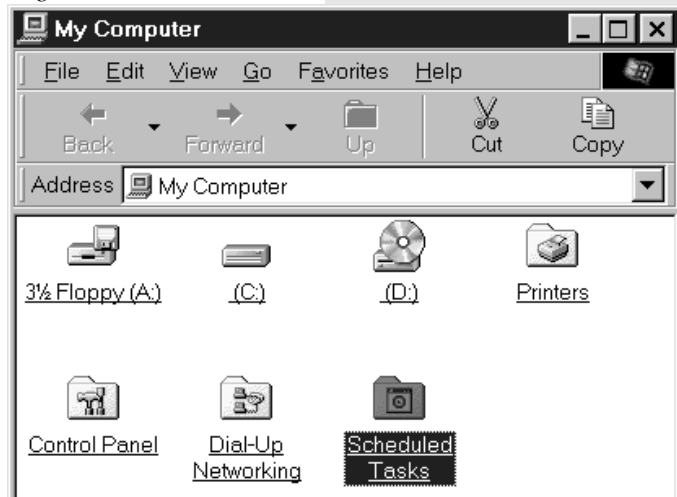 My Computer
File Edit View Go Favorites Help
Back Forward Up Cut Copy
Address My Computer
3½ Floppy (A:) (C:) (D:) Printers
Control Panel Dial-Up Networking Scheduled Tasks